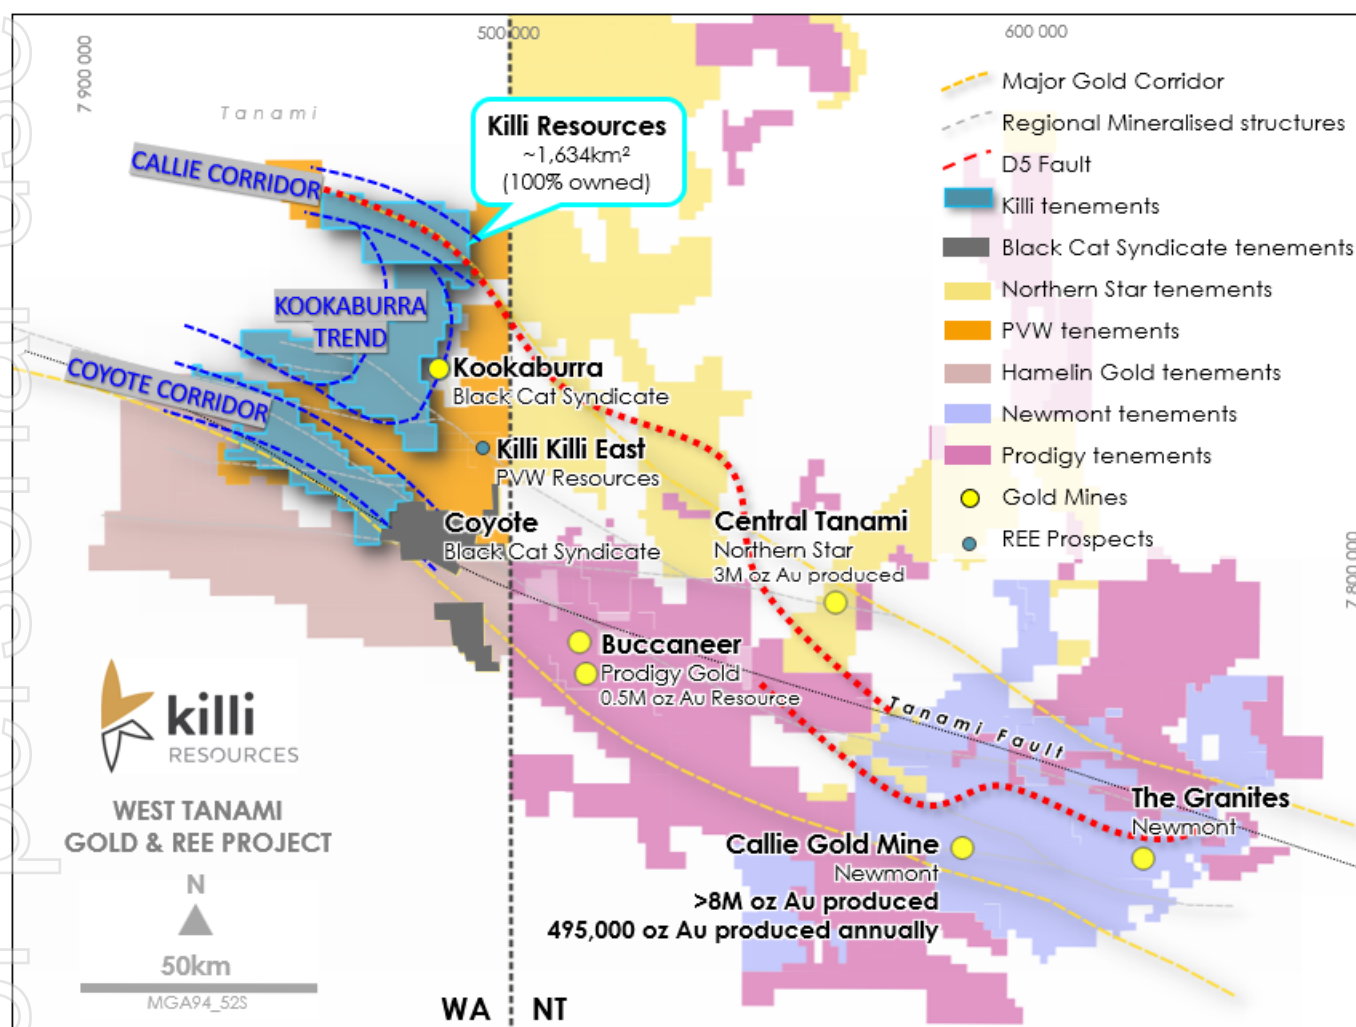 500 000
600 000
7 900 000
Tanami
Killi Resources
~1,634km²
(100% owned)
CALLIE CORRIDOR
KOOKABURRA
TREND
COYOTE CORRIDOR
Kookaburra
Black Cat Syndicate
Killi Killi East
PVW Resources
Coyote
Black Cat Syndicate
Central Tanami
Northern Star
3M oz Au produced
Buccaneer
Prodigy Gold
0.5M oz Au Resource
Tanami Fault
The Granites
Newmont
Callie Gold Mine
Newmont
>8M oz Au produced
495,000 oz Au produced annually
Major Gold Corridor
Regional Mineralised structures
D5 Fault
Killi tenements
Black Cat Syndicate tenements
Northern Star tenements
PVW tenements
Hamelin Gold tenements
Newmont tenements
Prodigy tenements
Gold Mines
REE Prospects
7 800 000
killi
RESOURCES
WEST TANAMI
GOLD & REE PROJECT
N
50km
MGA94_52S
WA
NT